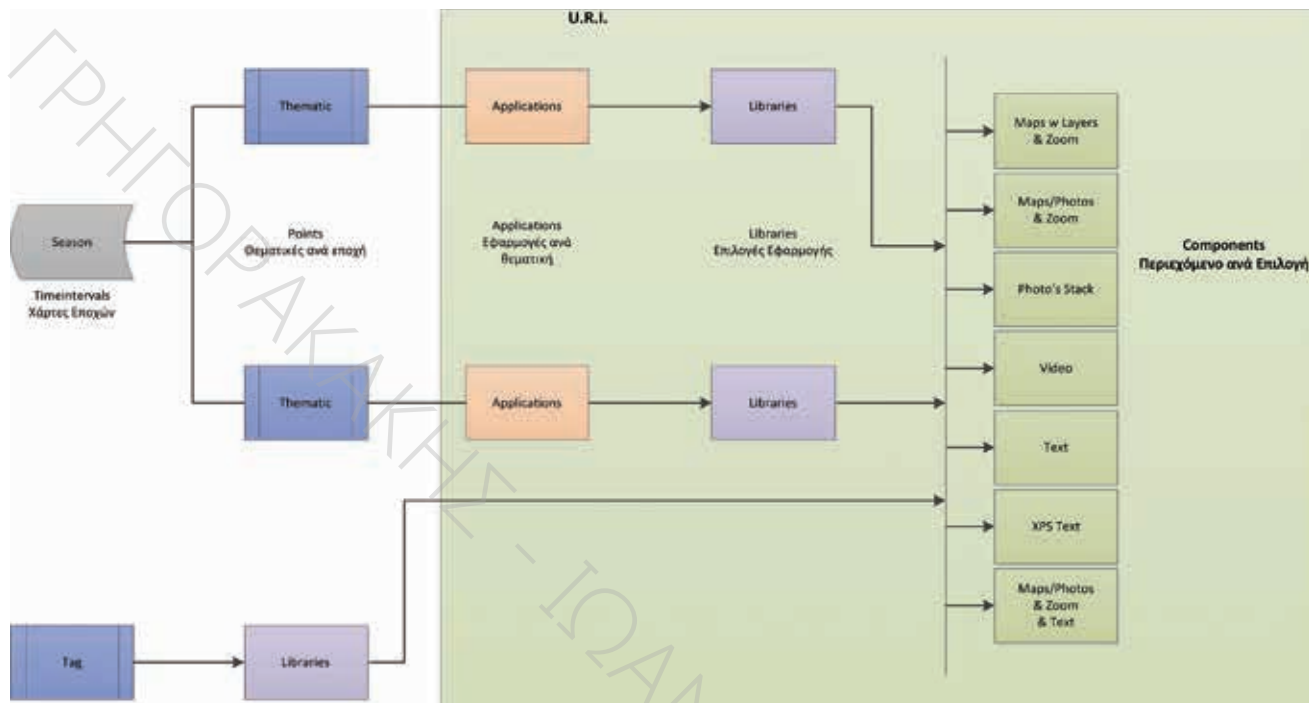 U.R.I.
Thematic
Applications
Libraries
Maps w Layers
& Zoom
Maps/Photos
& Zoom
Season
Points
Θεματικές ανά εποχή
Applications
Εφαρμογές ανά
θεματική
Libraries
Επιλογές Εφαρμογής
Components
Περιεχόμενο ανά Επιλογή
Timeintervals
Χάρτες Εποχών
Photo's Stack
Video
Thematic
Applications
Libraries
Text
XPS Text
Maps/Photos
& Zoom
& Text
Tag
Libraries
ΓΡΗΓΟΡΑΚΑΚΗΣ - ΙΩΑΝ